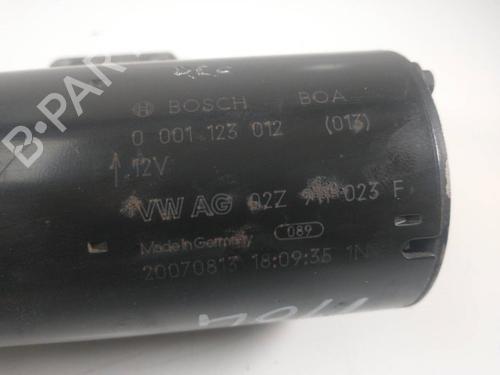 BOSCH BOA
0 001 123 012 (013)
12V
VW AG 02Z 911 023 F
Made in Germany 089
20070813 18:09:35 1N
B-Parts